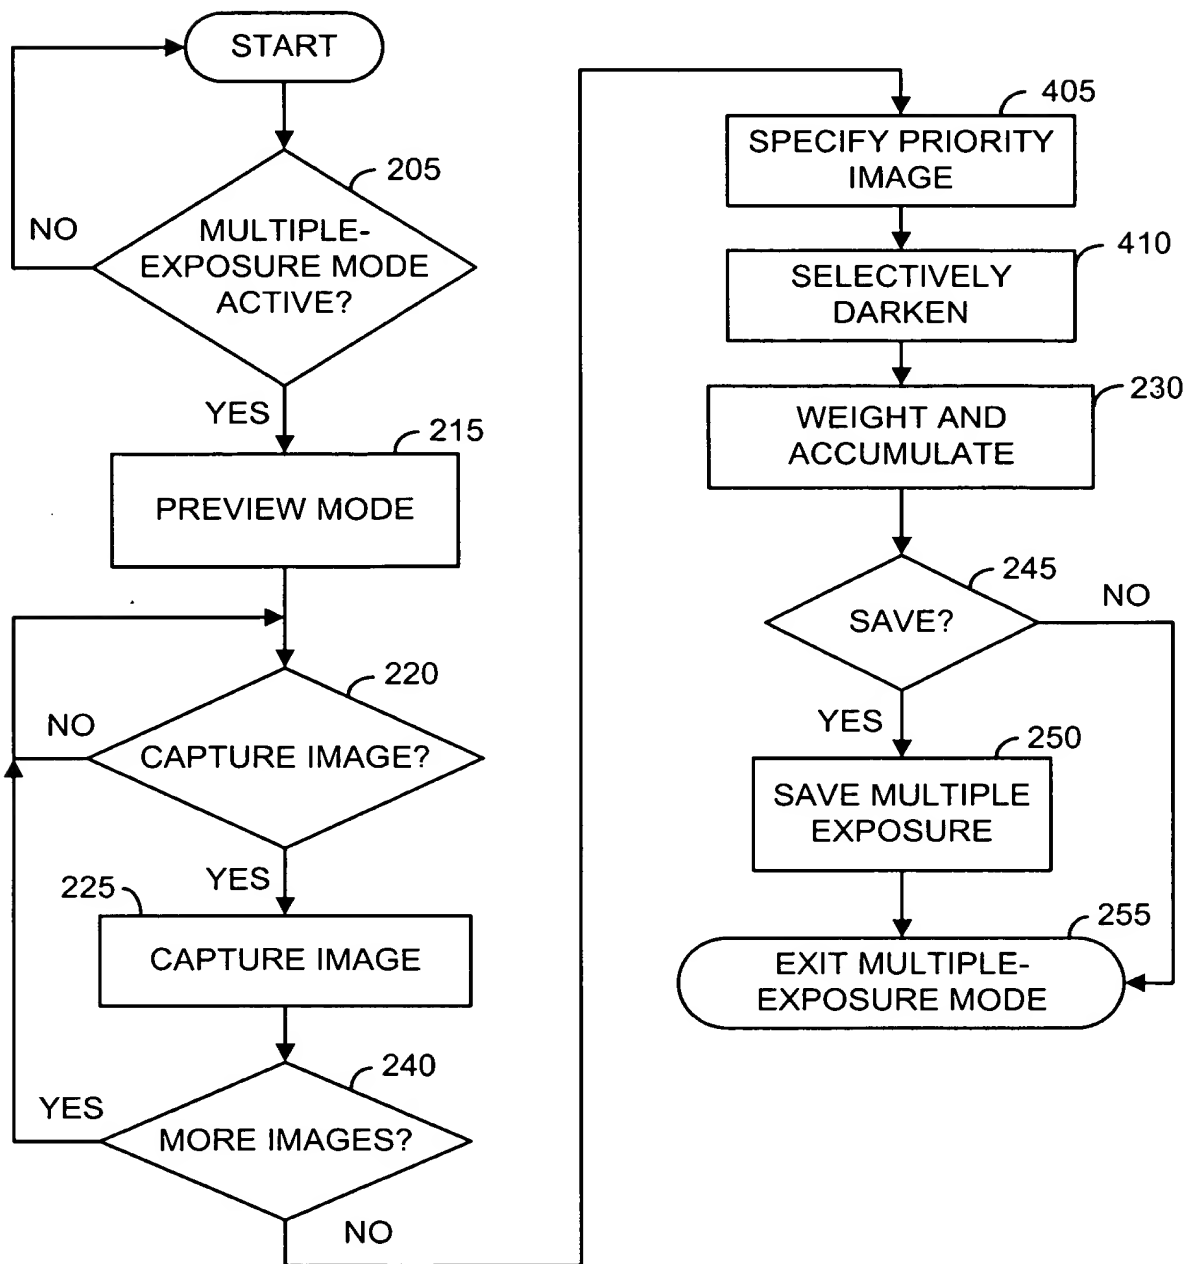 START
205
NO
MULTIPLE-
EXPOSURE MODE
ACTIVE?
YES
215
PREVIEW MODE
220
NO
CAPTURE IMAGE?
YES
225
CAPTURE IMAGE
240
YES
MORE IMAGES?
NO
405
SPECIFY PRIORITY
IMAGE
410
SELECTIVELY
DARKEN
230
WEIGHT AND
ACCUMULATE
245
NO
SAVE?
YES
250
SAVE MULTIPLE
EXPOSURE
255
EXIT MULTIPLE-
EXPOSURE MODE